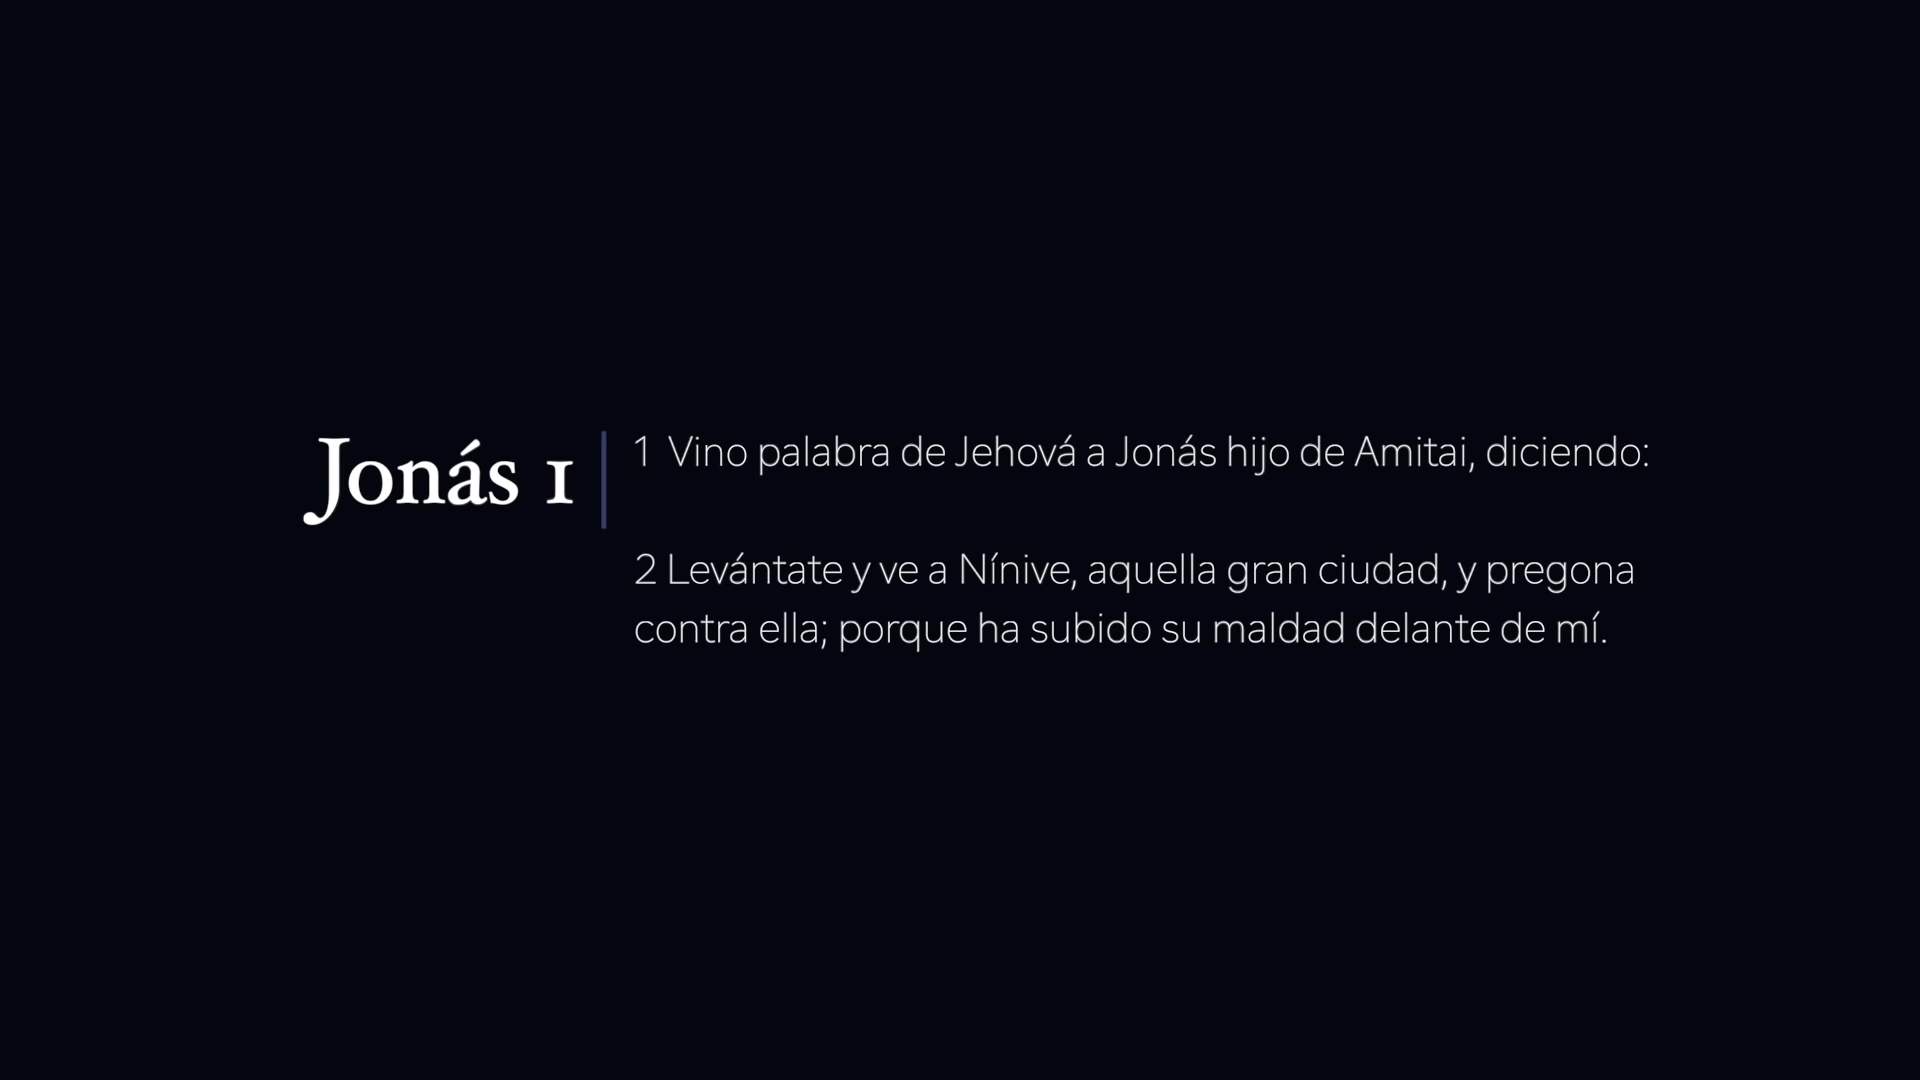 Jonás 1
1 Vino palabra de Jehová a Jonás hijo de Amitai, diciendo:
2 Levántate y ve a Nínive, aquella gran ciudad, y pregona
contra ella; porque ha subido su maldad delante de mí.